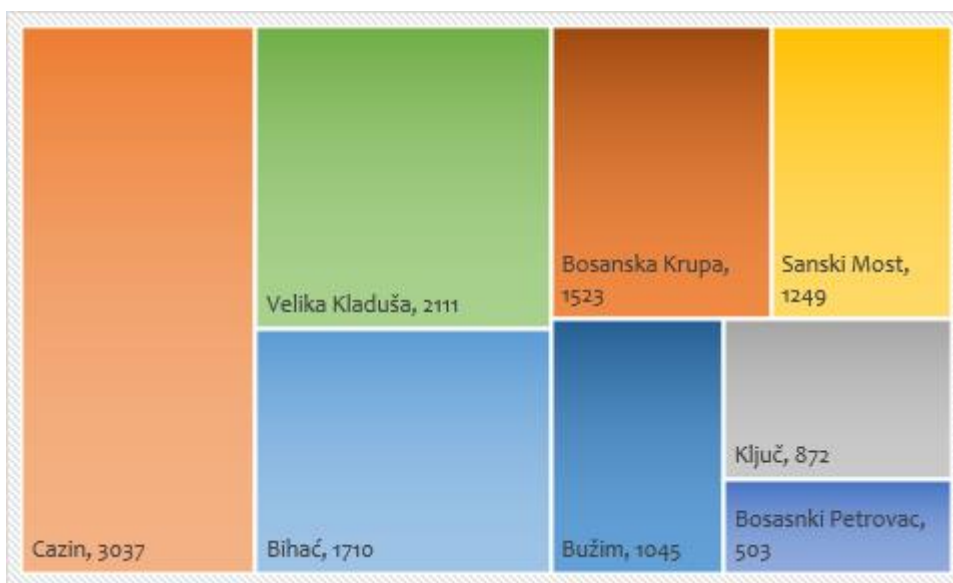 Cazin, 3037
Velika Kladuša, 2111
Bihać, 1710
Bosanska Krupa,
1523
Sanski Most,
1249
Bužim, 1045
Ključ, 872
Bosasnki Petrovac,
503